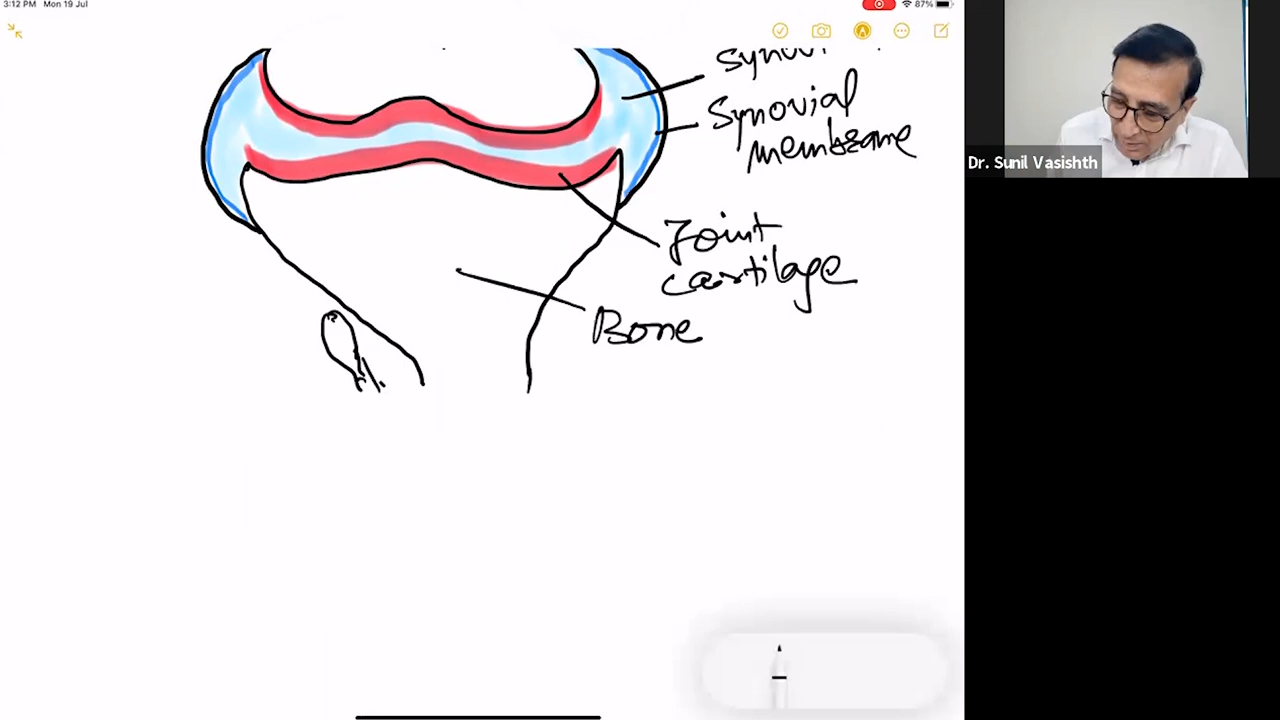 3:12 PM Mon 19 Jul
87%
Synovial
membrane
Dr. Sunil Vasishth
Joint
cartilage
Bone